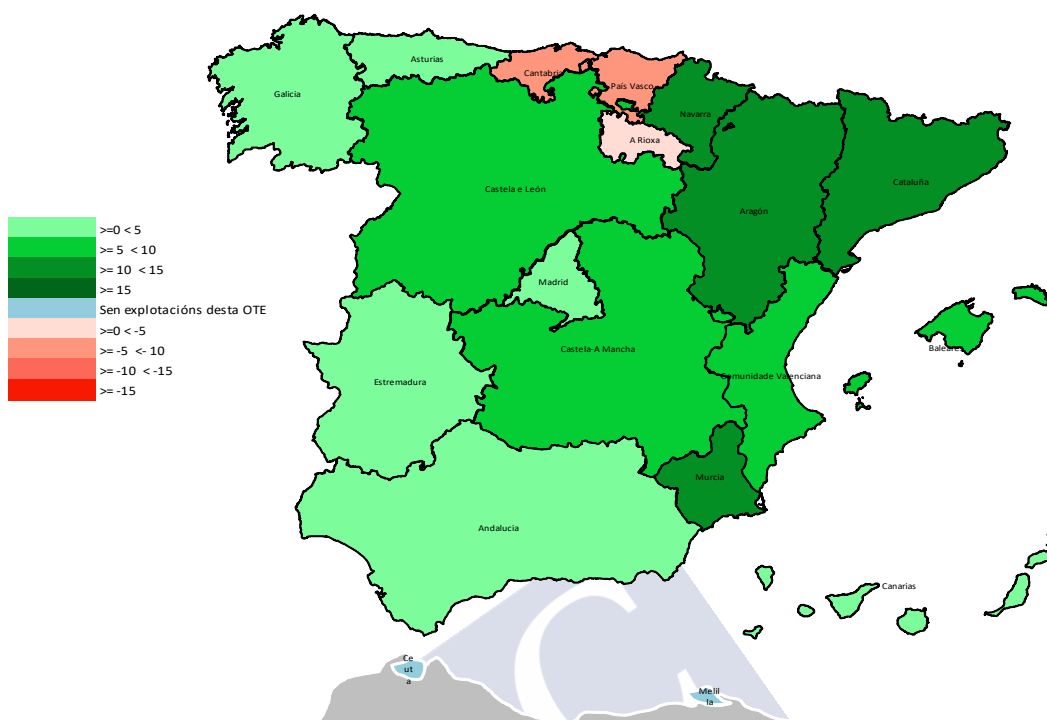 Asturias
Cantabria
País Vasco
Galicia
Navarra
A Rioxa
Cataluña
Castela e León
Aragón
>=0 < 5
>= 5 < 10
>= 10 < 15
>= 15
Sen explotacións desta OTE
>=0 < -5
>= -5 <- 10
>= -10 < -15
>= -15
Madrid
Castela-A Mancha
Baleares
Estremadura
Comunidade Valenciana
Murcia
Andalucia
Canarias
Ce
ut
a
Melil
la